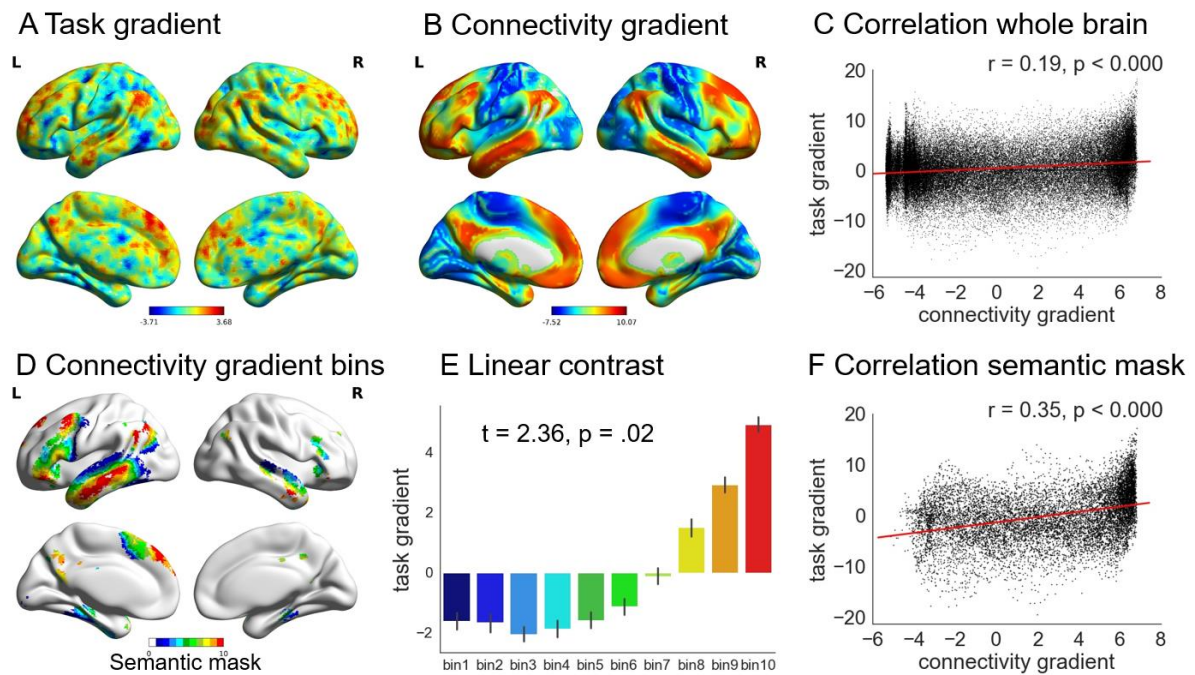 A Task gradient
L
R
-3.71
3.68
B Connectivity gradient
L
R
-7.52
10.07
C Correlation whole brain
r = 0.19, p < 0.000
20
10
0
−10
−20
task gradient
−6 −4 −2 0 2 4 6 8
connectivity gradient
D Connectivity gradient bins
L
R
0
10
Semantic mask
E Linear contrast
t = 2.36, p = .02
4
2
0
−2
task gradient
bin1 bin2 bin3 bin4 bin5 bin6 bin7 bin8 bin9 bin10
F Correlation semantic mask
r = 0.35, p < 0.000
20
10
0
−10
−20
task gradient
−6 −4 −2 0 2 4 6 8
connectivity gradient